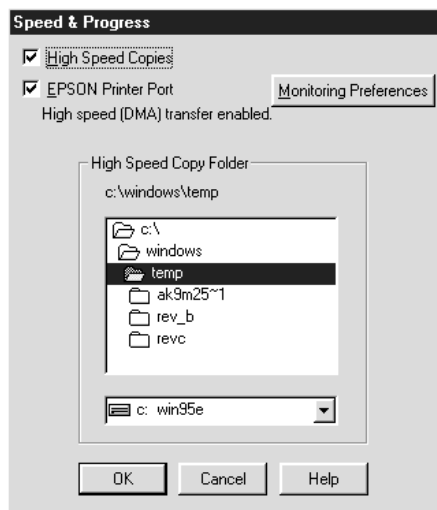 Speed & Progress
High Speed Copies
EPSON Printer Port
Monitoring Preferences
High speed (DMA) transfer enabled.
High Speed Copy Folder
c:\windows\temp
c:\
windows
temp
ak9m25~1
rev_b
revc
c: win95e
OK Cancel Help